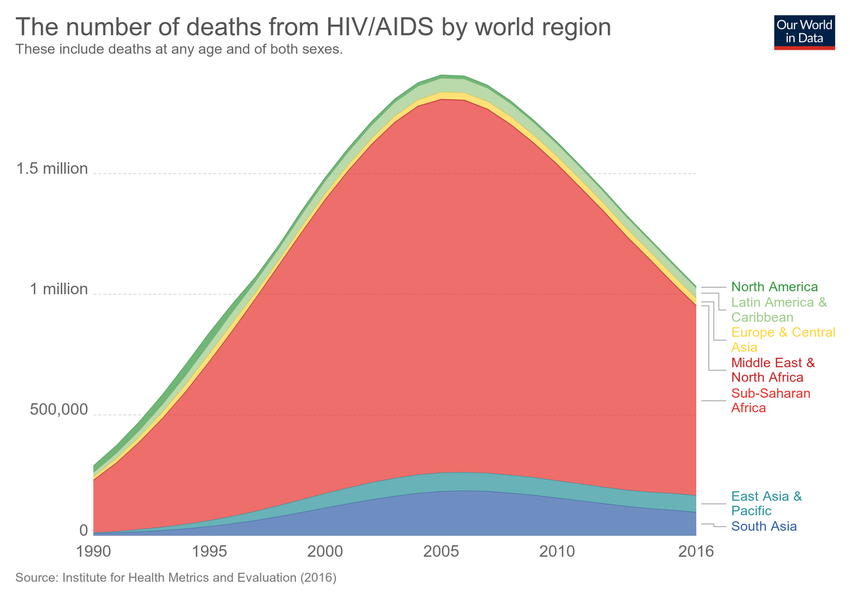 The number of deaths from HIV/AIDS by world region
These include deaths at any age and of both sexes.
Our World
in Data
1.5 million
1 million
500,000
0
North America
Latin America &
Caribbean
Europe & Central
Asia
Middle East &
North Africa
Sub-Saharan
Africa
East Asia &
Pacific
South Asia
1990 1995 2000 2005 2010 2016
Source: Institute for Health Metrics and Evaluation (2016)